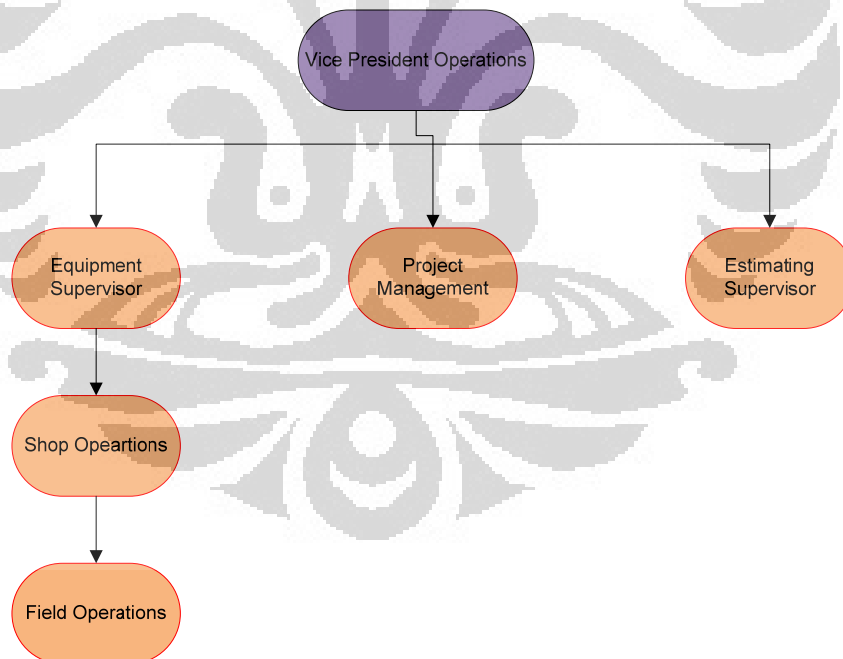 Vice President Operations
Equipment
Supervisor
Project
Management
Estimating
Supervisor
Shop Opeartions
Field Operations